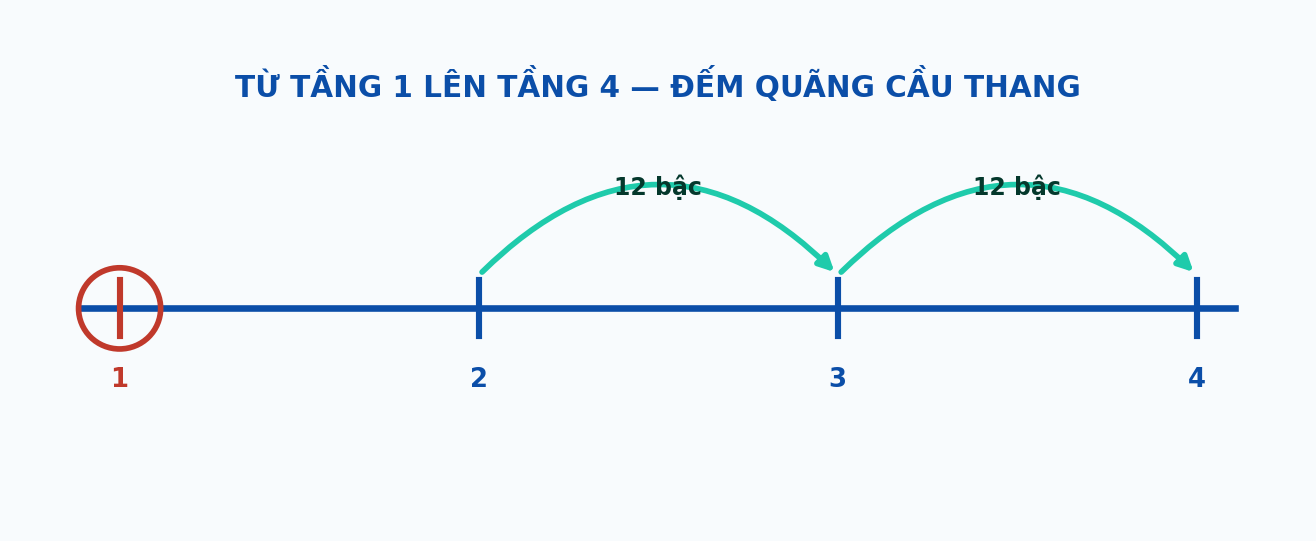 TỪ TẦNG 1 LÊN TẦNG 4 — ĐẾM QUÃNG CẦU THANG
12 bậc 12 bậc
1 2 3 4